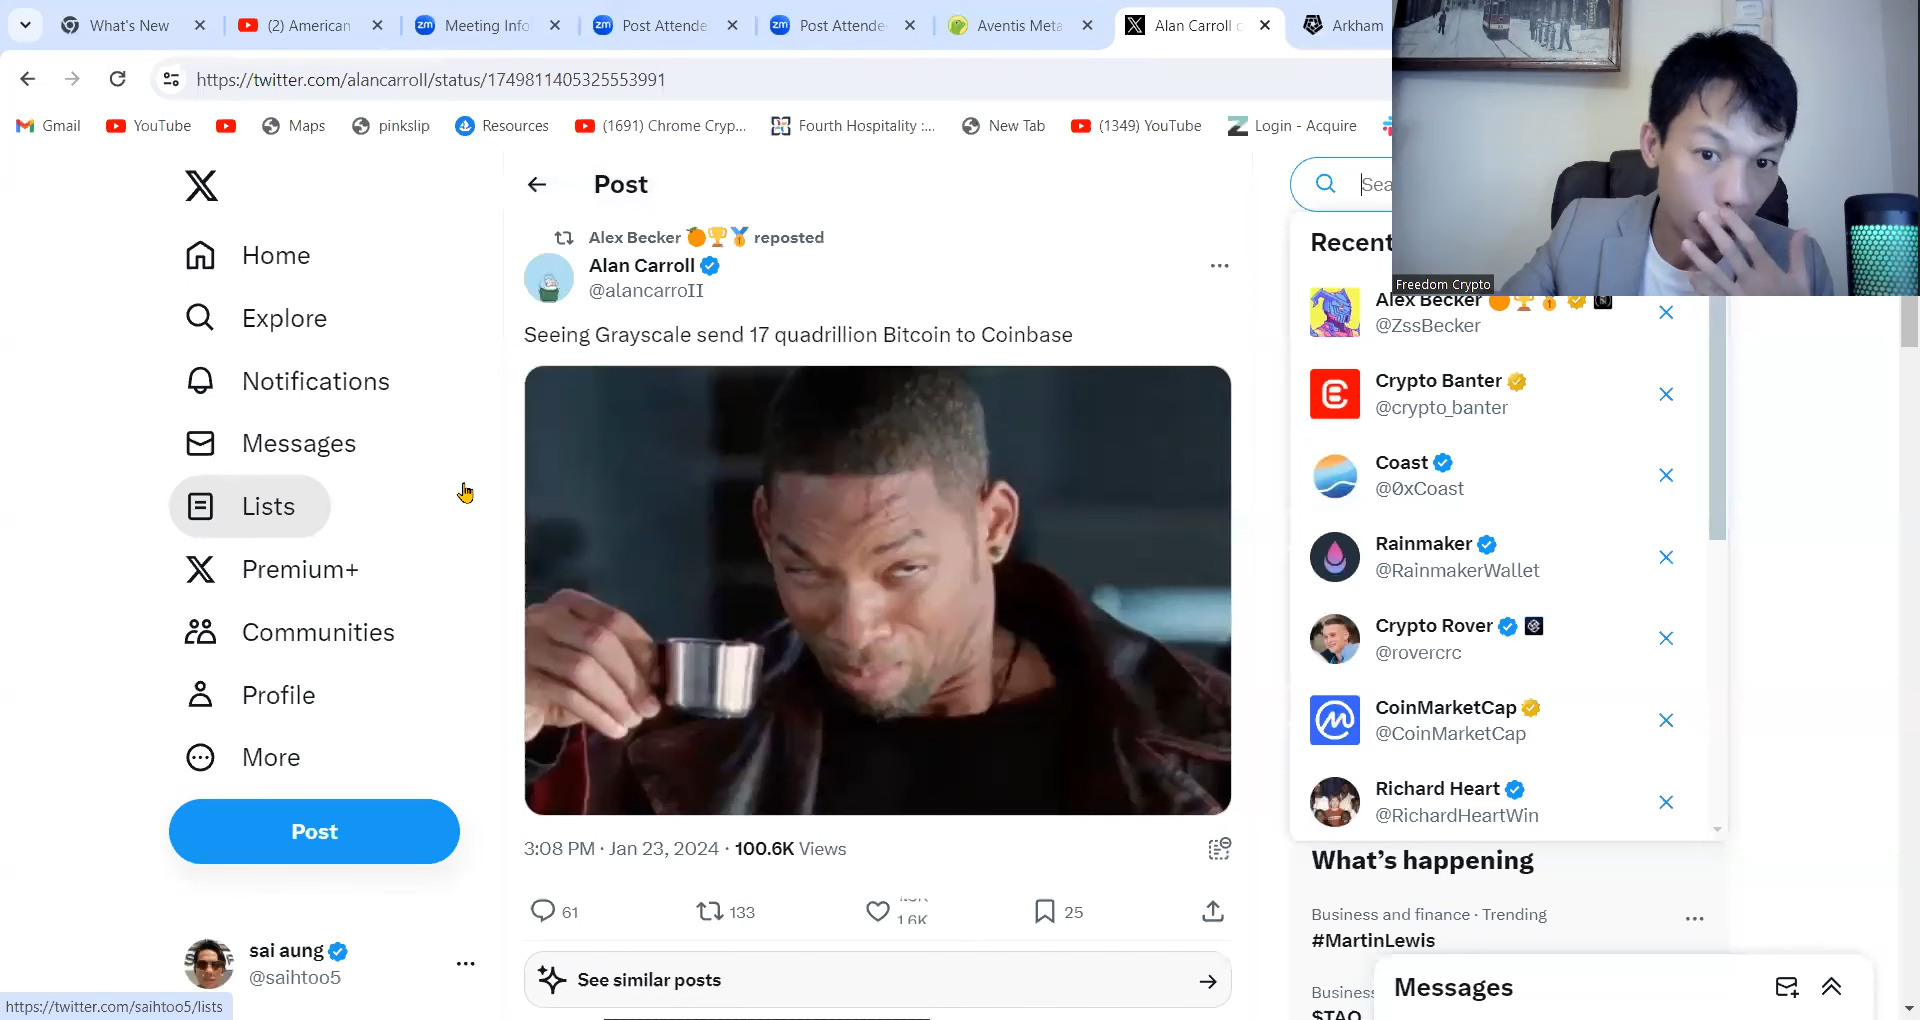 What's New
(2) American
zm Meeting Info
zm Post Attende
zm Post Attende
Aventis Meta
Alan Carroll
Arkham
https://twitter.com/alancarroll/status/1749811405325553991
Gmail
YouTube
Maps
pinkslip
Resources
(1691) Chrome Cryp...
Fourth Hospitality :...
New Tab
(1349) YouTube
Login - Acquire
Home
Explore
Notifications
Messages
Lists
Premium+
Communities
Profile
More
Post
sai aung
@saihtoo5
https://twitter.com/saihtoo5/lists
Post
Alex Becker reposted
Alan Carroll
@alancarroII
Seeing Grayscale send 17 quadrillion Bitcoin to Coinbase
3:08 PM · Jan 23, 2024 · 100.6K Views
61
133
1.6K
25
See similar posts
Sea
Recent
Freedom Crypto
Alex Becker
@ZssBecker
Crypto Banter
@crypto_banter
Coast
@0xCoast
Rainmaker
@RainmakerWallet
Crypto Rover
@rovercrc
CoinMarketCap
@CoinMarketCap
Richard Heart
@RichardHeartWin
What's happening
Business and finance · Trending
#MartinLewis
Business
$TAO
Messages